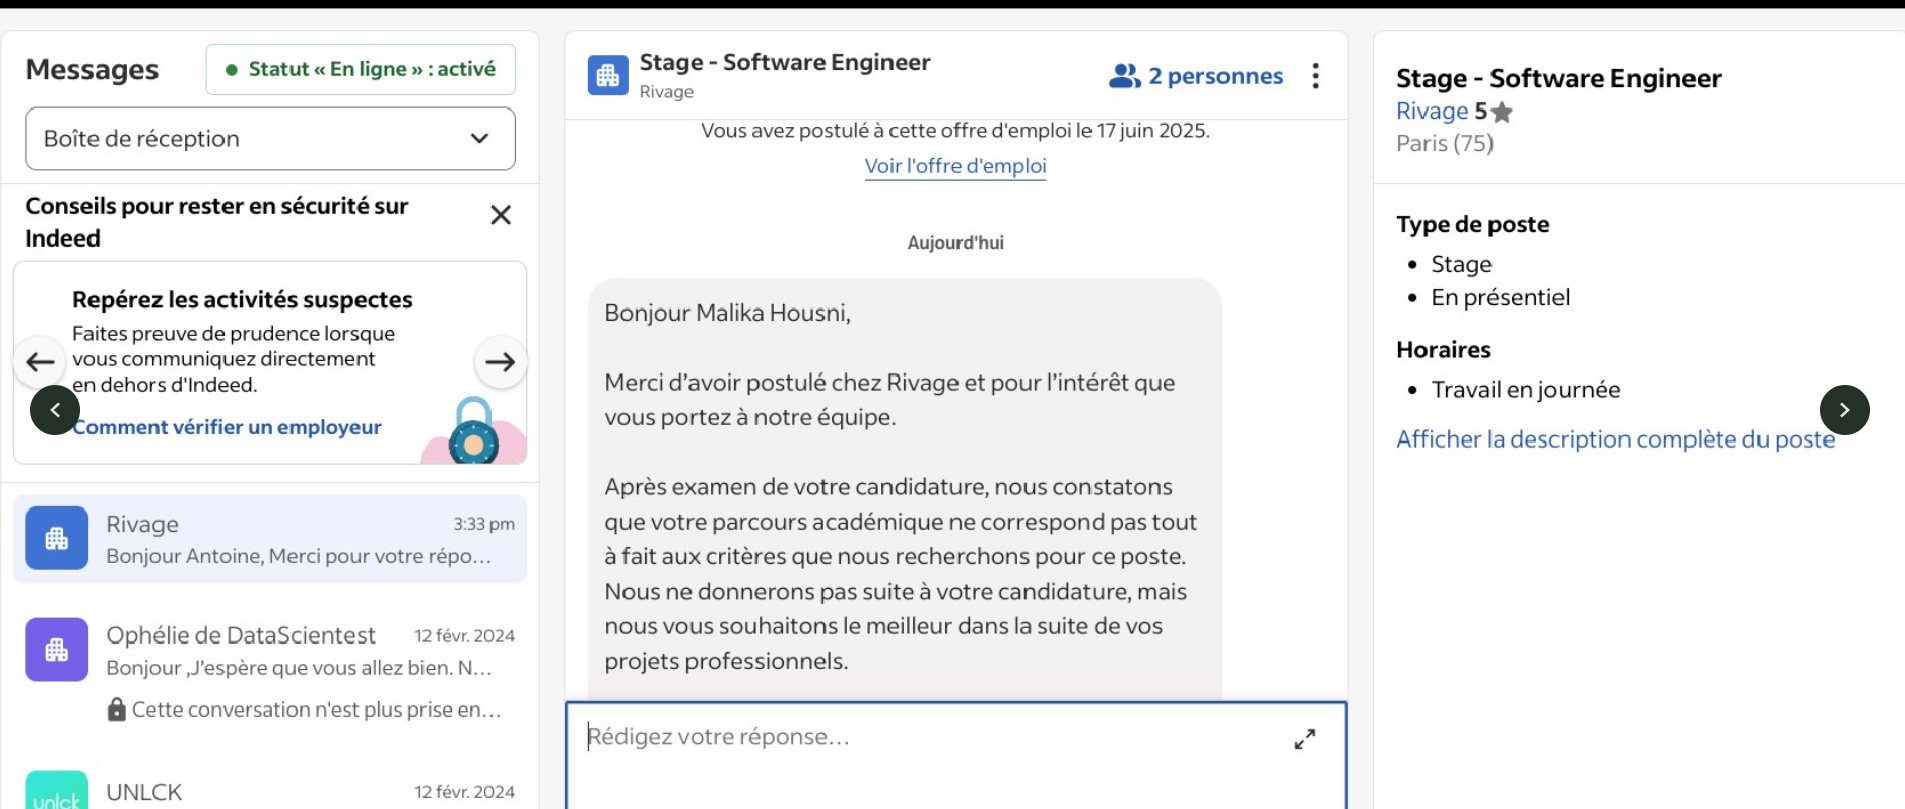 Messages
Statut « En ligne » : activé
Boîte de réception
Conseils pour rester en sécurité sur
Indeed
Repérez les activités suspectes
Faites preuve de prudence lorsque
vous communiquez directement
en dehors d'Indeed.
Comment vérifier un employeur
Rivage
3:33 pm
Bonjour Antoine, Merci pour votre répo...
Ophélie de DataScientest
12 févr. 2024
Bonjour ,J'espère que vous allez bien. N...
Cette conversation n'est plus prise en...
unlck
UNLCK
12 févr. 2024
Stage - Software Engineer
Rivage
2 personnes
Vous avez postulé à cette offre d'emploi le 17 juin 2025.
Voir l'offre d'emploi
Aujourd'hui
Bonjour Malika Housni,
Merci d'avoir postulé chez Rivage et pour l'intérêt que
vous portez à notre équipe.
Après examen de votre candidature, nous constatons
que votre parcours académique ne correspond pas tout
à fait aux critères que nous recherchons pour ce poste.
Nous ne donnerons pas suite à votre candidature, mais
nous vous souhaitons le meilleur dans la suite de vos
projets professionnels.
Rédigez votre réponse...
Stage - Software Engineer
Rivage 5★
Paris (75)
Type de poste
• Stage
• En présentiel
Horaires
• Travail en journée
Afficher la description complète du poste